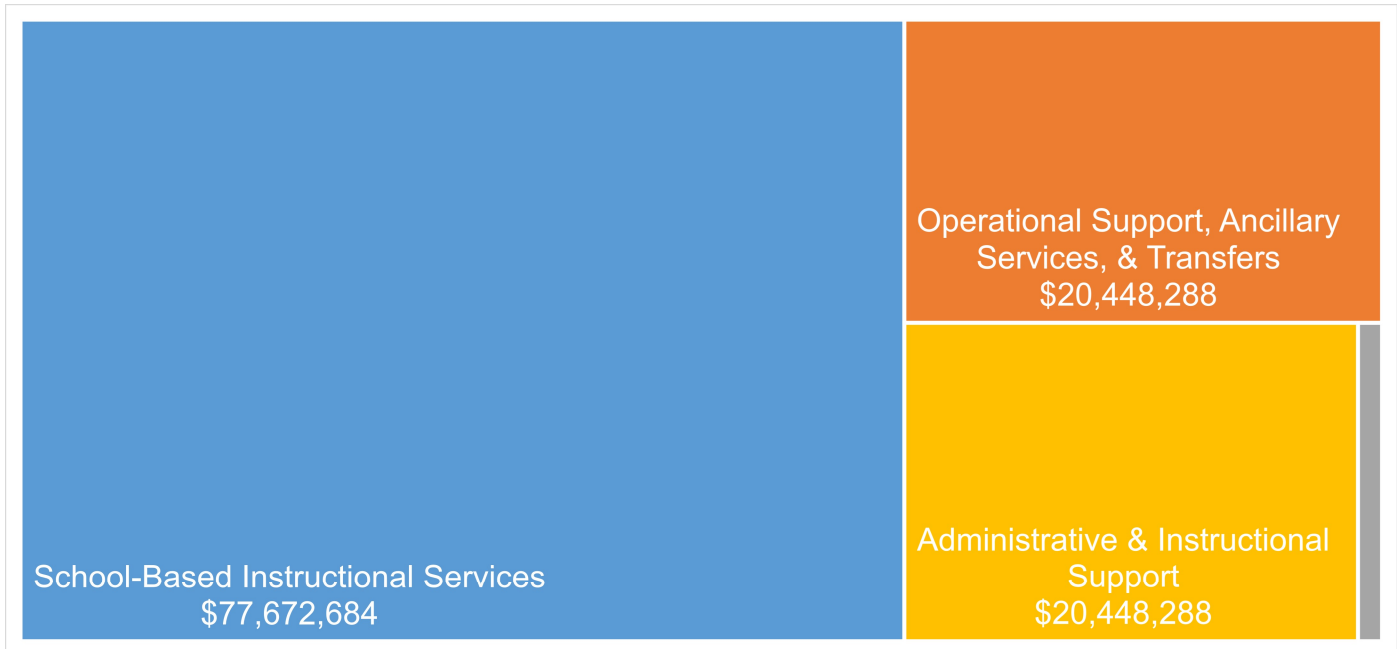 School-Based Instructional Services
$77,672,684
Operational Support, Ancillary
Services, & Transfers
$20,448,288
Administrative & Instructional
Support
$20,448,288